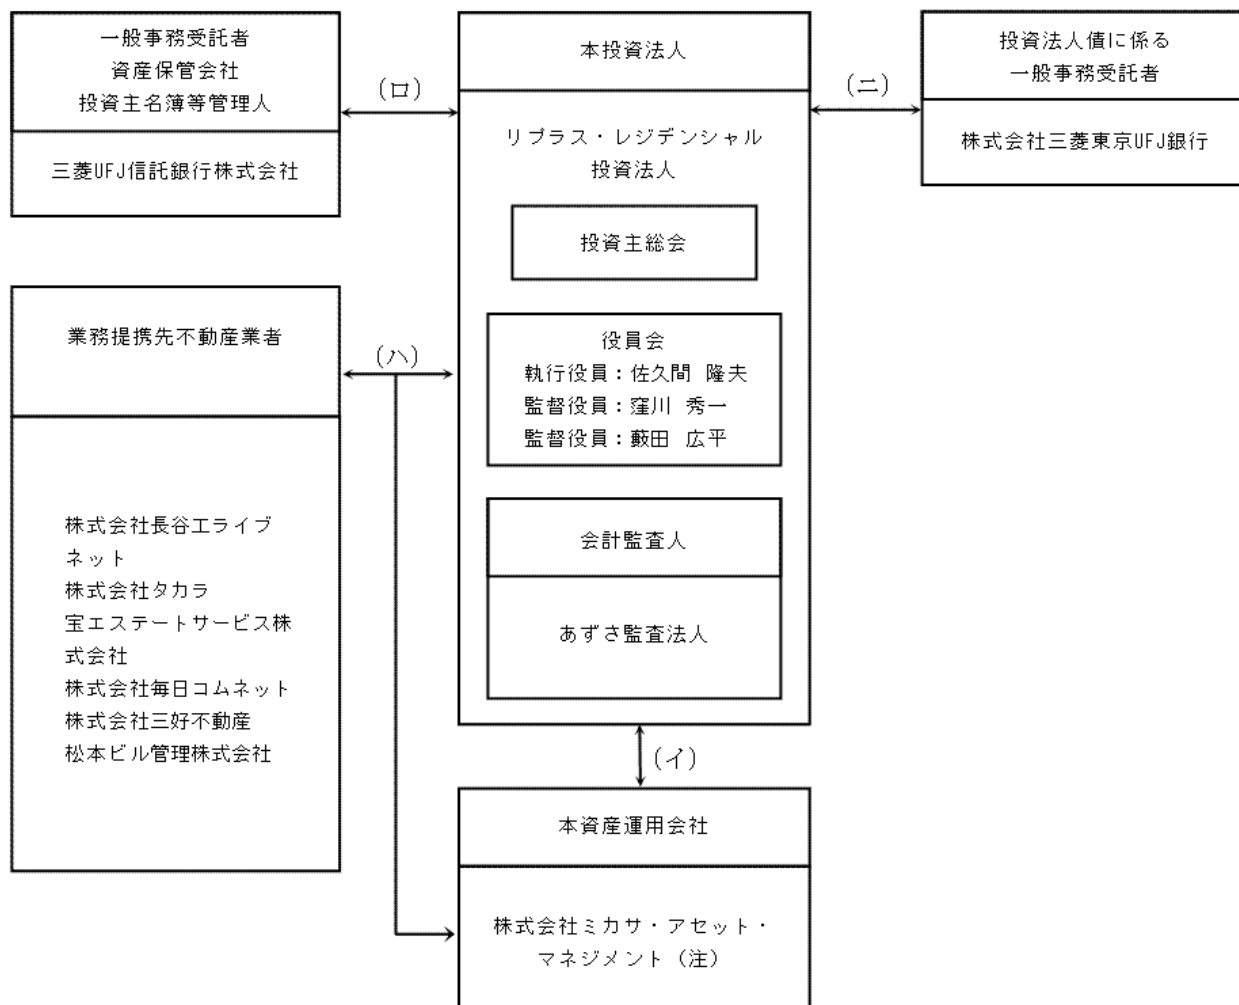 一般事務受託者
資産保管会社
投資主名簿等管理人
三菱UFJ信託銀行株式会社
(ロ)
本投資法人
リプラス・レジデンシャル
投資法人
投資主総会
役員会
執行役員：佐久間 隆夫
監督役員：窪川 秀一
監督役員：藪田 広平
会計監査人
あずさ監査法人
(ニ)
投資法人債に係る
一般事務受託者
株式会社三菱東京UFJ銀行
業務提携先不動産業者
株式会社長谷工ライブ
ネット
株式会社タカラ
宝エステートサービス株
式会社
株式会社毎日コムネット
株式会社三好不動産
松本ビル管理株式会社
(ハ)
(イ)
本資産運用会社
株式会社ミカサ・アセット・
マネジメント（注）